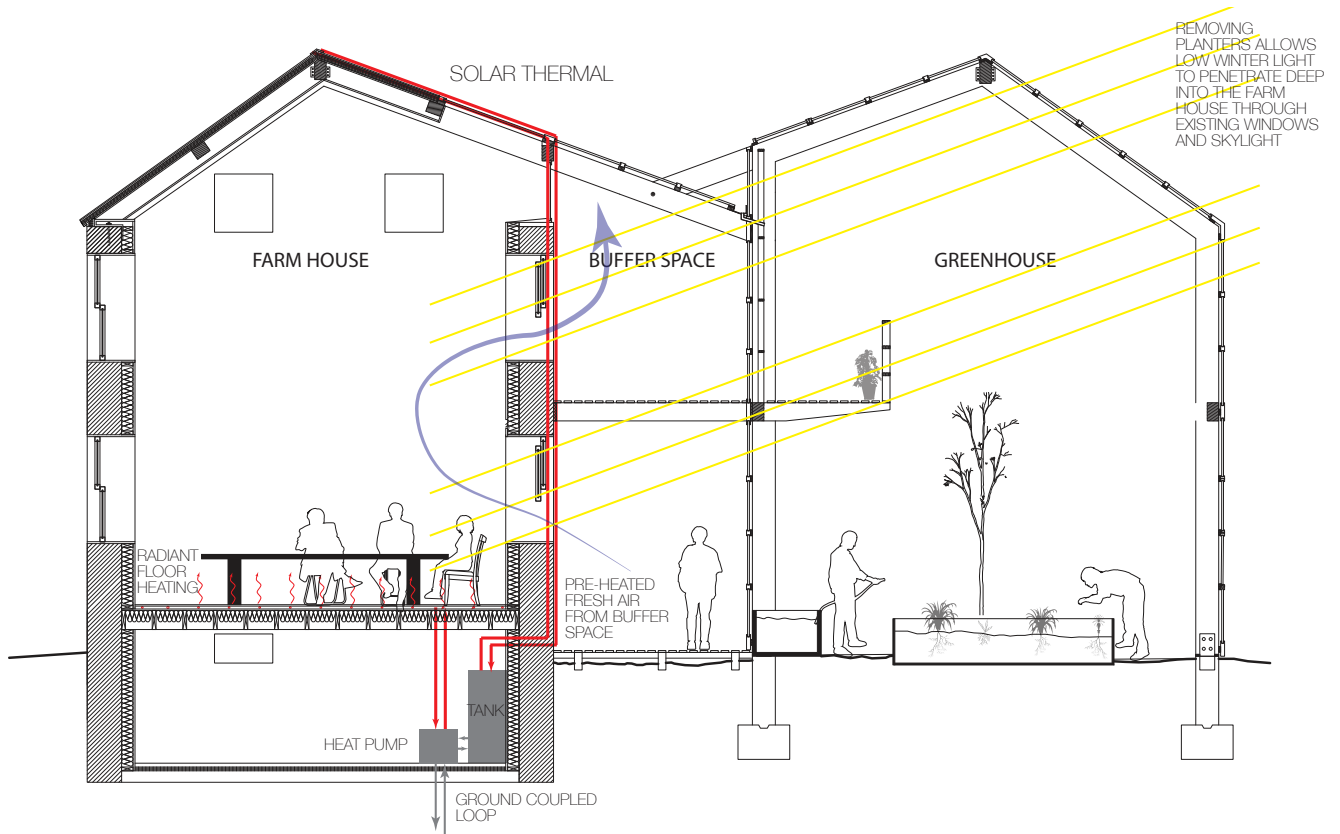 SOLAR THERMAL
REMOVING
PLANTERS ALLOWS
LOW WINTER LIGHT
TO PENETRATE DEEP
INTO THE FARM
HOUSE THROUGH
EXISTING WINDOWS
AND SKYLIGHT
FARM HOUSE
BUFFER SPACE
GREENHOUSE
RADIANT
FLOOR
HEATING
PRE-HEATED
FRESH AIR
FROM BUFFER
SPACE
TANK
HEAT PUMP
GROUND COUPLED
LOOP